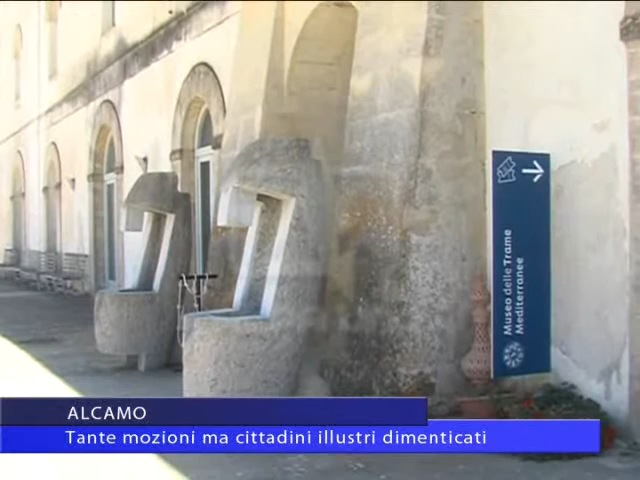 Museo delle Trame
Mediterranee
ALCAMO
Tante mozioni ma cittadini illustri dimenticati